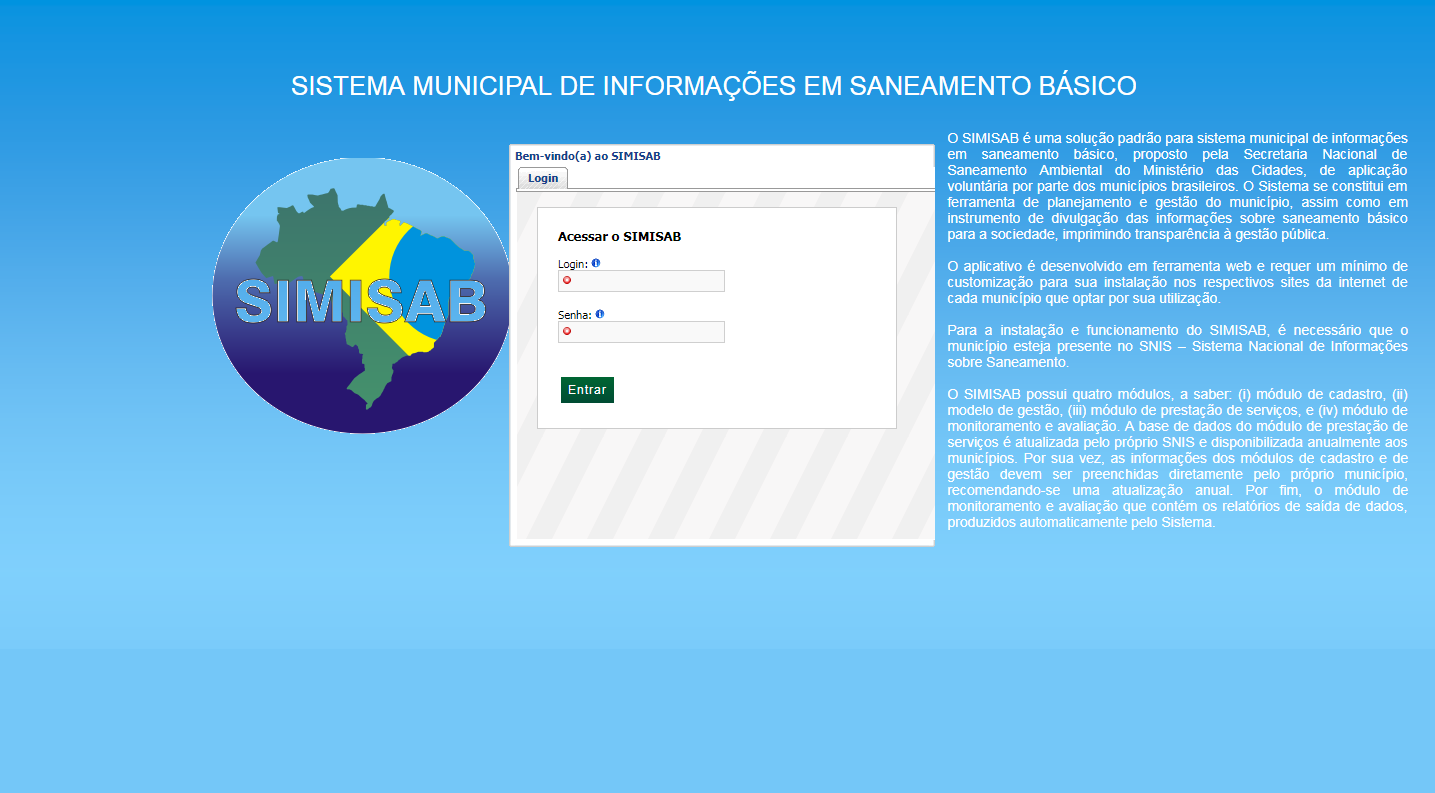 SISTEMA MUNICIPAL DE INFORMAÇÕES EM SANEAMENTO BÁSICO
SIMISAB
Bem-vindo(a) ao SIMISAB
Login
Acessar o SIMISAB
Login:
Senha:
Entrar
O SIMISAB é uma solução padrão para sistema municipal de informações
em saneamento básico, proposto pela Secretaria Nacional de
Saneamento Ambiental do Ministério das Cidades, de aplicação
voluntária por parte dos municípios brasileiros. O Sistema se constitui em
ferramenta de planejamento e gestão do município, assim como em
instrumento de divulgação das informações sobre saneamento básico
para a sociedade, imprimindo transparência à gestão pública.
O aplicativo é desenvolvido em ferramenta web e requer um mínimo de
customização para sua instalação nos respectivos sites da internet de
cada município que optar por sua utilização.
Para a instalação e funcionamento do SIMISAB, é necessário que o
município esteja presente no SNIS – Sistema Nacional de Informações
sobre Saneamento.
O SIMISAB possui quatro módulos, a saber: (i) módulo de cadastro, (ii)
modelo de gestão, (iii) módulo de prestação de serviços, e (iv) módulo de
monitoramento e avaliação. A base de dados do módulo de prestação de
serviços é atualizada pelo próprio SNIS e disponibilizada anualmente aos
municípios. Por sua vez, as informações dos módulos de cadastro e de
gestão devem ser preenchidas diretamente pelo próprio município,
recomendando-se uma atualização anual. Por fim, o módulo de
monitoramento e avaliação que contém os relatórios de saída de dados,
produzidos automaticamente pelo Sistema.